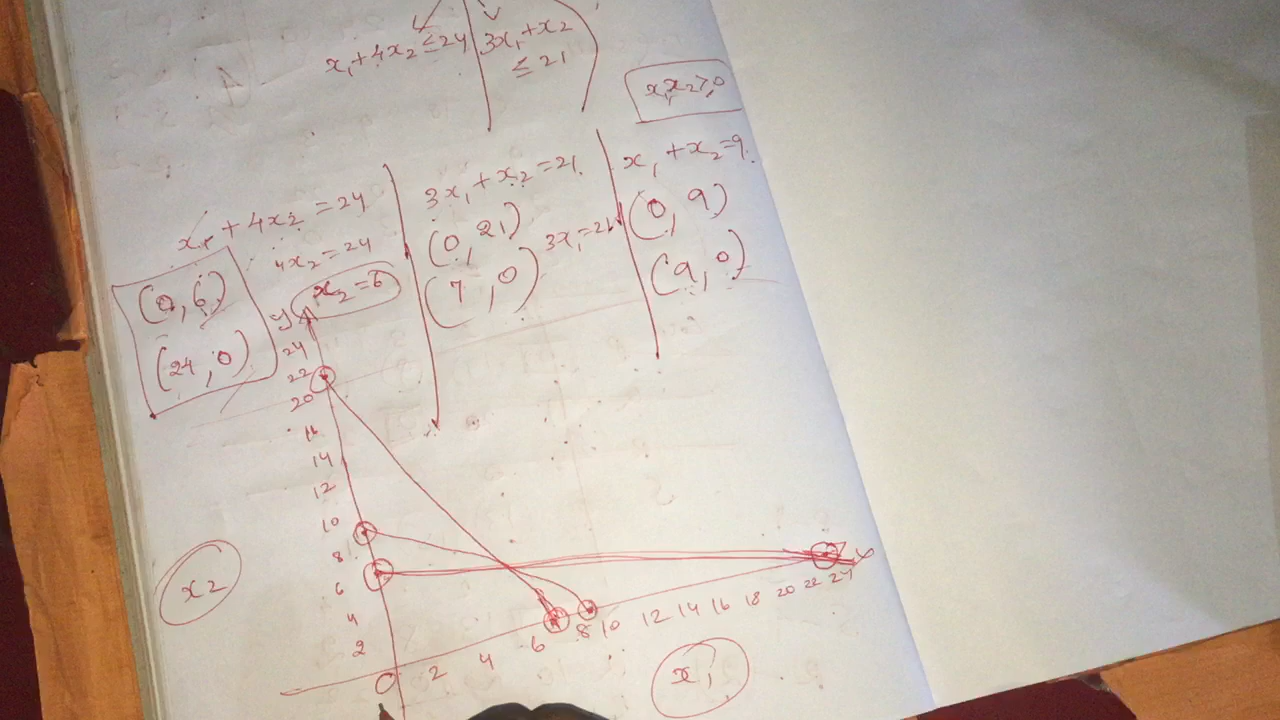 x₁+4x₂ ≤24
3x₁+x₂
≤ 21
x₁x₂≥0
x₁ + 4x₂ = 24
4x₂ = 24
x₂ = 6
(0, 6)
(24, 0)
3x₁ + x₂ = 21
(0, 21)
3x₁=21
(7, 0)
x₁ + x₂ = 9
(0, 9)
(9, 0)
y
24
22
20
16
14
12
10
8
6
4
2
0
2 4 6 8 10 12 14 16 18 20 22 24
x2
x₁